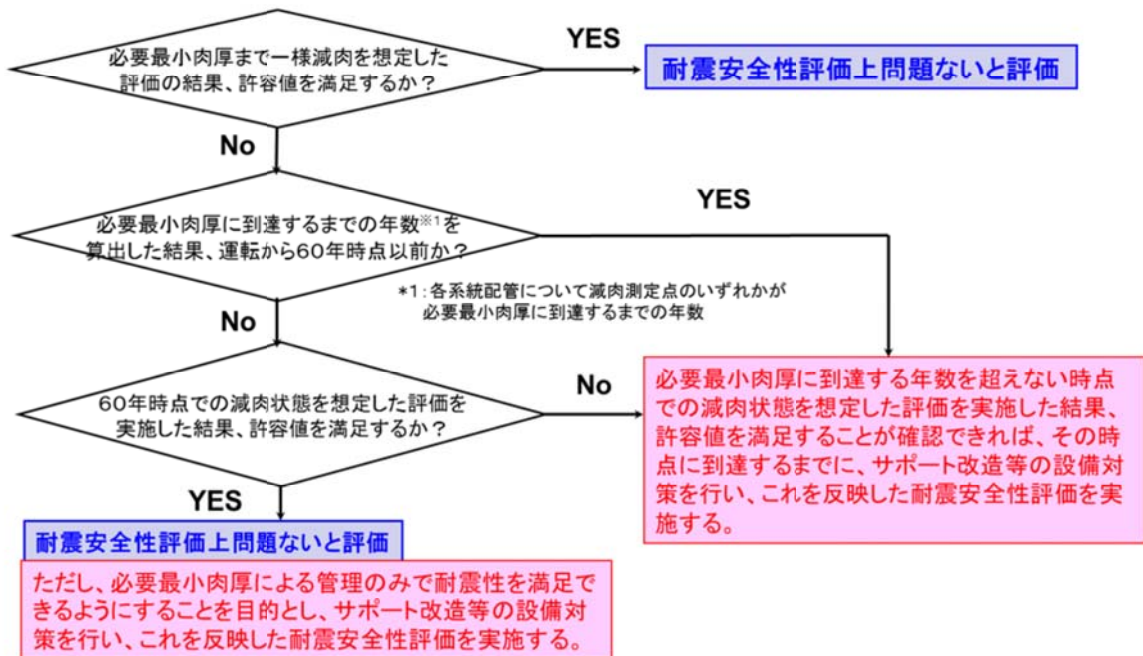 必要最小肉厚まで一様減肉を想定した
評価の結果、許容値を満足するか?
YES
耐震安全性評価上問題ないと評価
No
必要最小肉厚に到達するまでの年数※1を
算出した結果、運転から60年時点以前か?
YES
*1:各系統配管について減肉測定点のいずれかが
必要最小肉厚に到達するまでの年数
No
60年時点での減肉状態を想定した評価を
実施した結果、許容値を満足するか?
No
必要最小肉厚に到達する年数を超えない時点
での減肉状態を想定した評価を実施した結果、
許容値を満足することが確認できれば、その時
点に到達するまでに、サポート改造等の設備対
策を行い、これを反映した耐震安全性評価を実
施する。
YES
耐震安全性評価上問題ないと評価
ただし、必要最小肉厚による管理のみで耐震性を満足で
きるようにすることを目的とし、サポート改造等の設備対
策を行い、これを反映した耐震安全性評価を実施する。